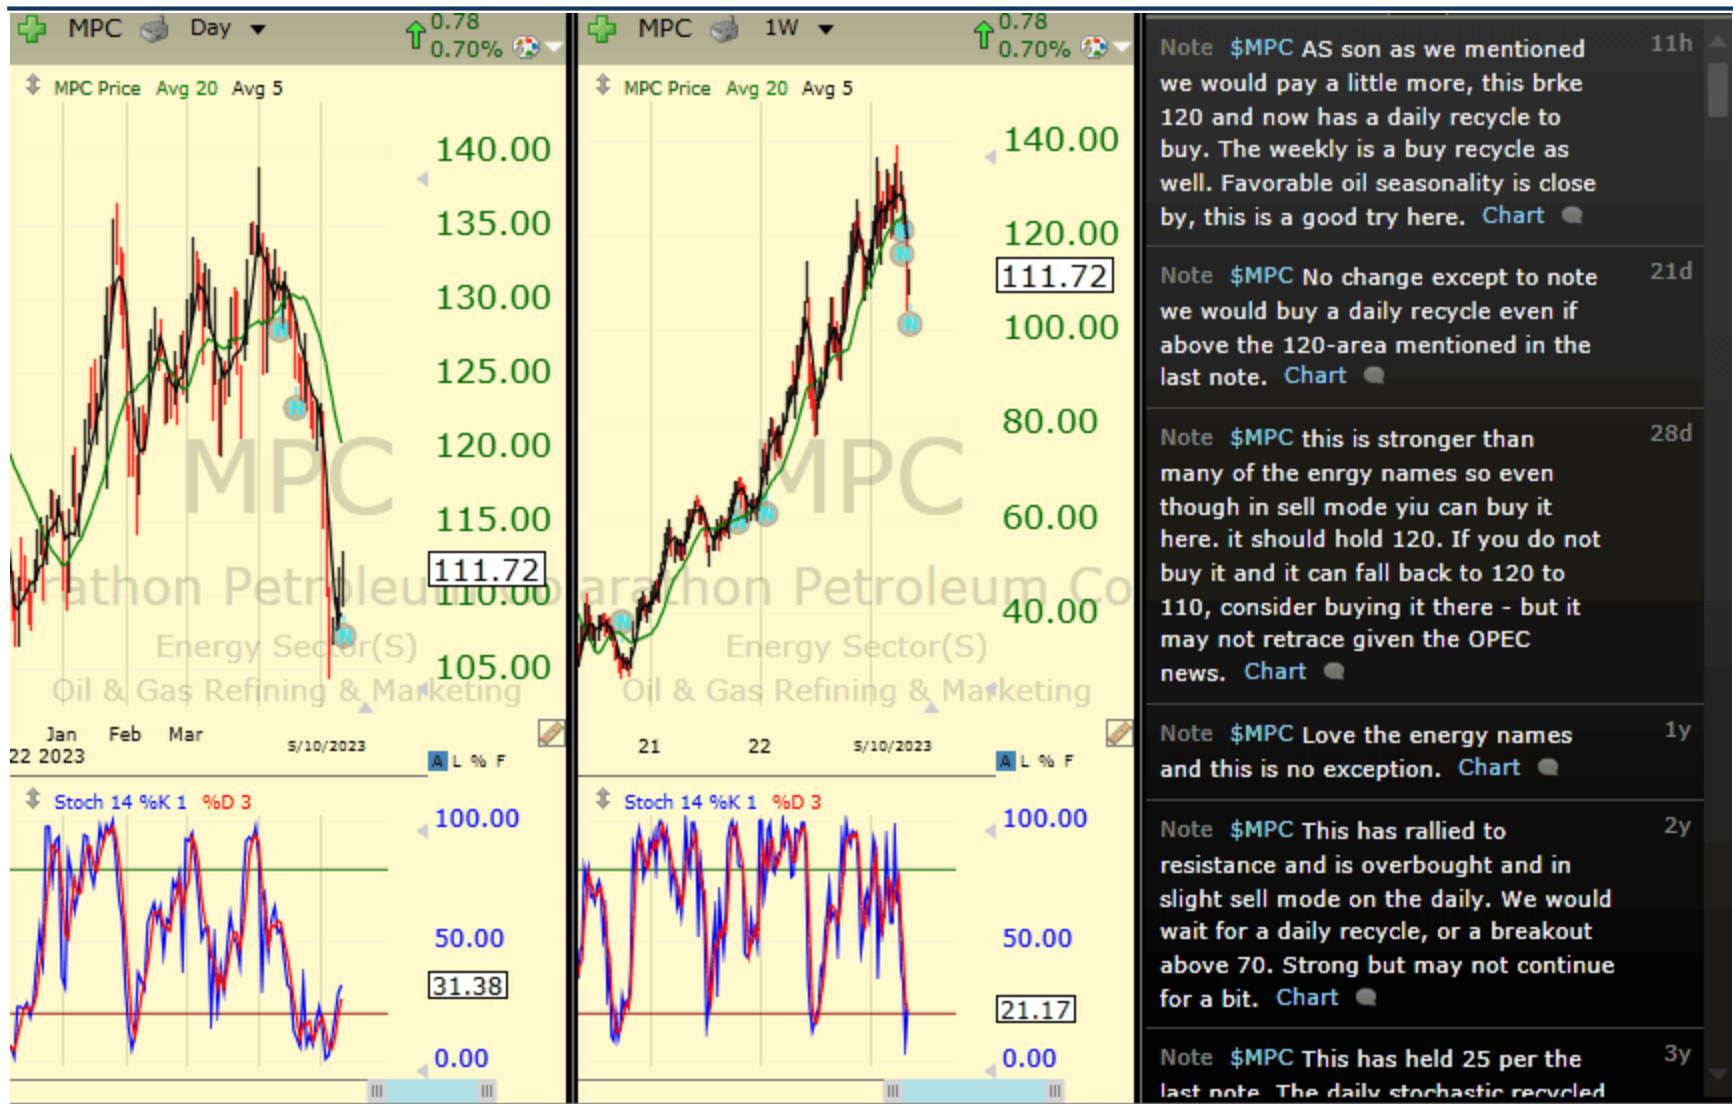 MPC Day
0.78
0.70%
MPC Price Avg 20 Avg 5
140.00
135.00
130.00
125.00
120.00
115.00
111.72
110.00
105.00
N
N
N
MPC
arathon Petroleum Co
Energy Sector(S)
Oil & Gas Refining & Marketing
Jan Feb Mar
5/10/2023
22 2023
A L % F
Stoch 14 %K 1 %D 3
100.00
50.00
31.38
0.00
MPC 1W
0.78
0.70%
MPC Price Avg 20 Avg 5
140.00
120.00
111.72
100.00
80.00
60.00
40.00
N
N
N
N
N
N
MPC
arathon Petroleum Co
Energy Sector(S)
Oil & Gas Refining & Marketing
21 22 5/10/2023
A L % F
Stoch 14 %K 1 %D 3
100.00
50.00
21.17
0.00
Note $MPC AS son as we mentioned 11h
we would pay a little more, this brke
120 and now has a daily recycle to
buy. The weekly is a buy recycle as
well. Favorable oil seasonality is close
by, this is a good try here. Chart
Note $MPC No change except to note 21d
we would buy a daily recycle even if
above the 120-area mentioned in the
last note. Chart
Note $MPC this is stronger than 28d
many of the enrgy names so even
though in sell mode yiu can buy it
here. it should hold 120. If you do not
buy it and it can fall back to 120 to
110, consider buying it there - but it
may not retrace given the OPEC
news. Chart
Note $MPC Love the energy names 1y
and this is no exception. Chart
Note $MPC This has rallied to 2y
resistance and is overbought and in
slight sell mode on the daily. We would
wait for a daily recycle, or a breakout
above 70. Strong but may not continue
for a bit. Chart
Note $MPC This has held 25 per the 3y
last note. The daily stochastic recycled